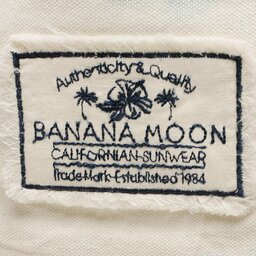 Authenticity & Quality
BANANA MOON
CALIFORNIAN-SUNWEAR
Trade Mark-Established 1984